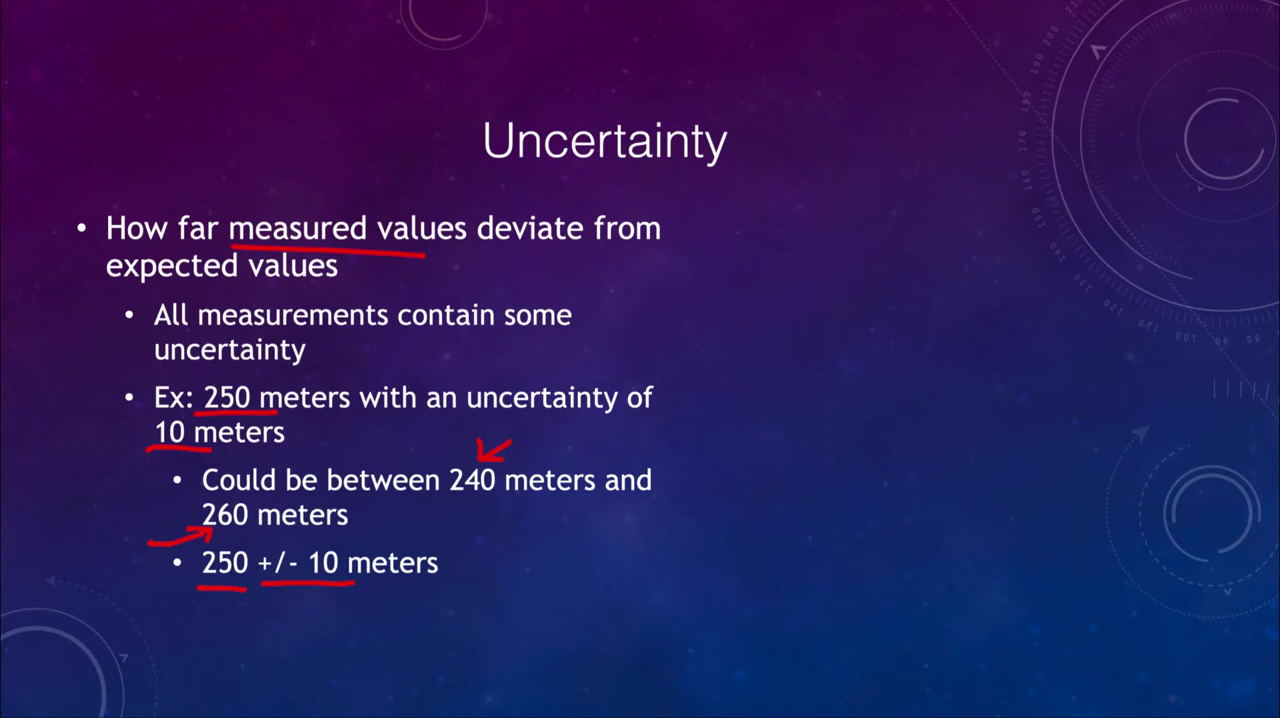 Uncertainty
• How far measured values deviate from
expected values
• All measurements contain some
uncertainty
• Ex: 250 meters with an uncertainty of
10 meters
• Could be between 240 meters and
260 meters
• 250 +/- 10 meters